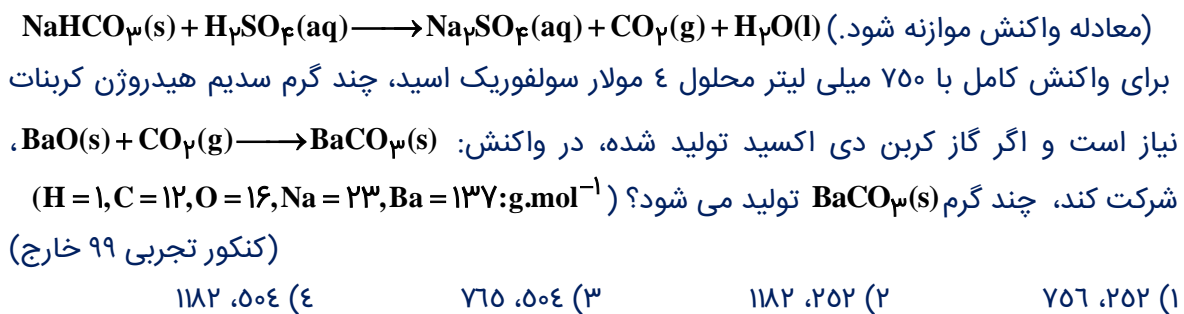 NaHCO۳(s) + H۲SO۴(aq) ⟶ Na۲SO۴(aq) + CO۲(g) + H۲O(l) (معادله واکنش موازنه شود.)
برای واکنش کامل با ۷۵۰ میلی لیتر محلول ٤ مولار سولفوریک اسید، چند گرم سدیم هیدروژن کربنات
نیاز است و اگر گاز کربن دی اکسید تولید شده، در واکنش: BaO(s) + CO۲(g) ⟶ BaCO۳(s) ،
شرکت کند، چند گرم BaCO۳(s) تولید می شود؟ (H = ۱, C = ۱۲, O = ۱۶, Na = ۲۳, Ba = ۱۳۷: g.mol⁻¹)
(کنکور تجربی ۹۹ خارج)
۱) ۲۵۲، ۷۵٦ ۲) ۲۵۲، ۱۱۸۲ ۳) ۵۰٤، ۷٦۵ ٤) ۵۰٤، ۱۱۸۲